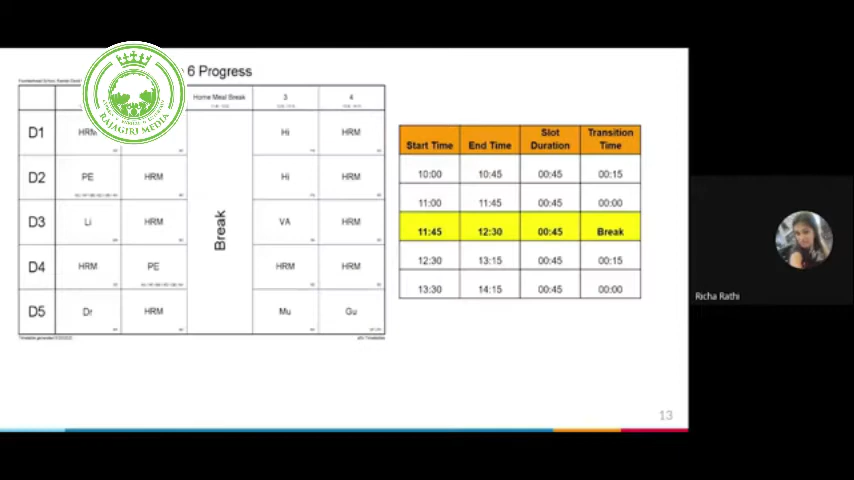 6 Progress
Home Meal Break 3 4
D1 HRM Hi HRM
D2 PE HRM Hi HRM
D3 Li HRM VA HRM
Break
D4 HRM PE HRM HRM
D5 Dr HRM Mu Gu
Start Time End Time Slot Duration Transition Time
10:00 10:45 00:45 00:15
11:00 11:45 00:45 00:00
11:45 12:30 00:45 Break
12:30 13:15 00:45 00:15
13:30 14:15 00:45 00:00
RAJAGIRI MEDIA
Richa Rathi
13